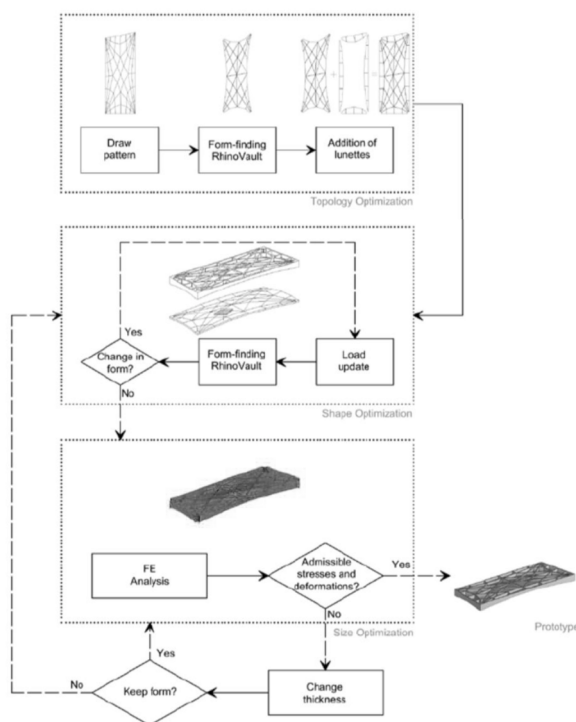 Draw
pattern
Form-finding
RhinoVault
Addition of
lunettes
Topology Optimization
Yes
Change in
form?
No
Form-finding
RhinoVault
Load
update
Shape Optimization
FE
Analysis
Admissible
stresses and
deformations?
Yes
No
Size Optimization
Prototype
Yes
No
Keep form?
Change
thickness